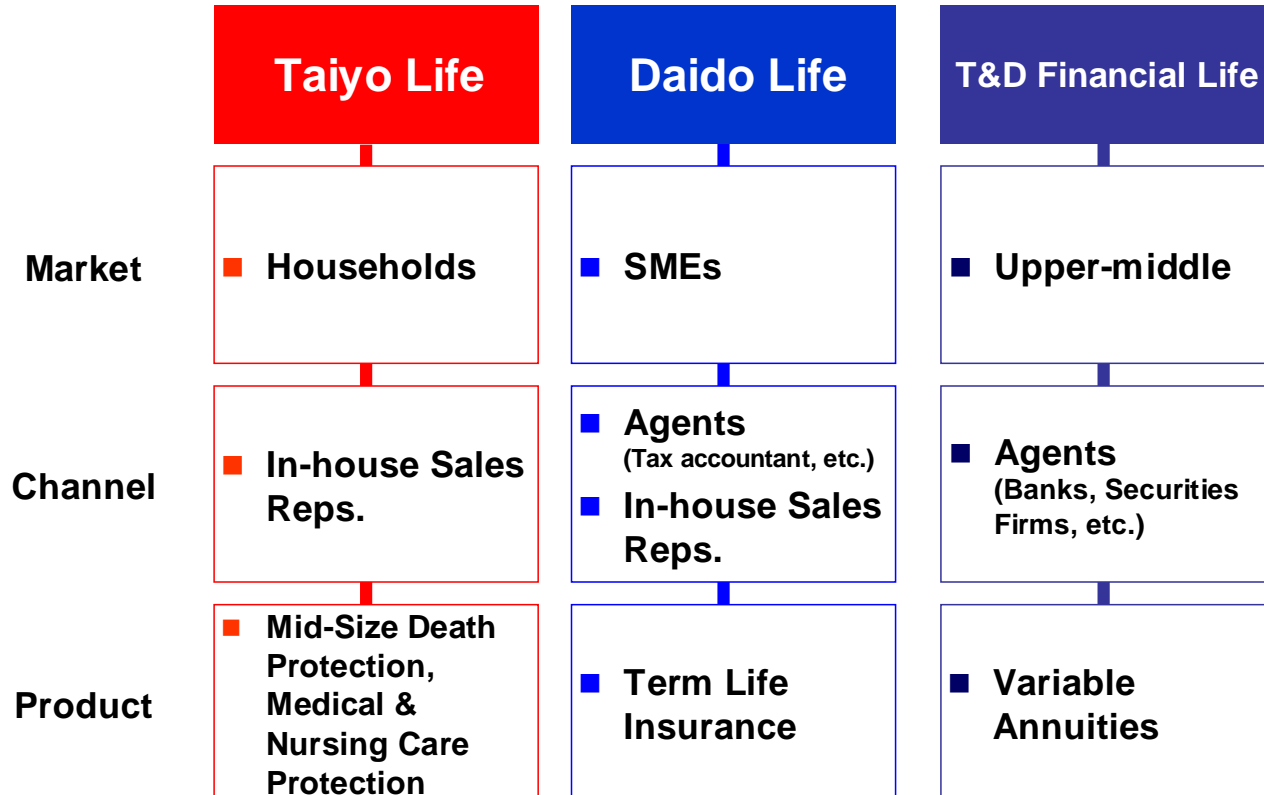 Taiyo Life
Daido Life
T&D Financial Life
Market
■ Households
■ SMEs
■ Upper-middle
Channel
■ In-house Sales
Reps.
■ Agents
(Tax accountant, etc.)
■ In-house Sales
Reps.
■ Agents
(Banks, Securities
Firms, etc.)
Product
■ Mid-Size Death
Protection,
Medical &
Nursing Care
Protection
■ Term Life
Insurance
■ Variable
Annuities